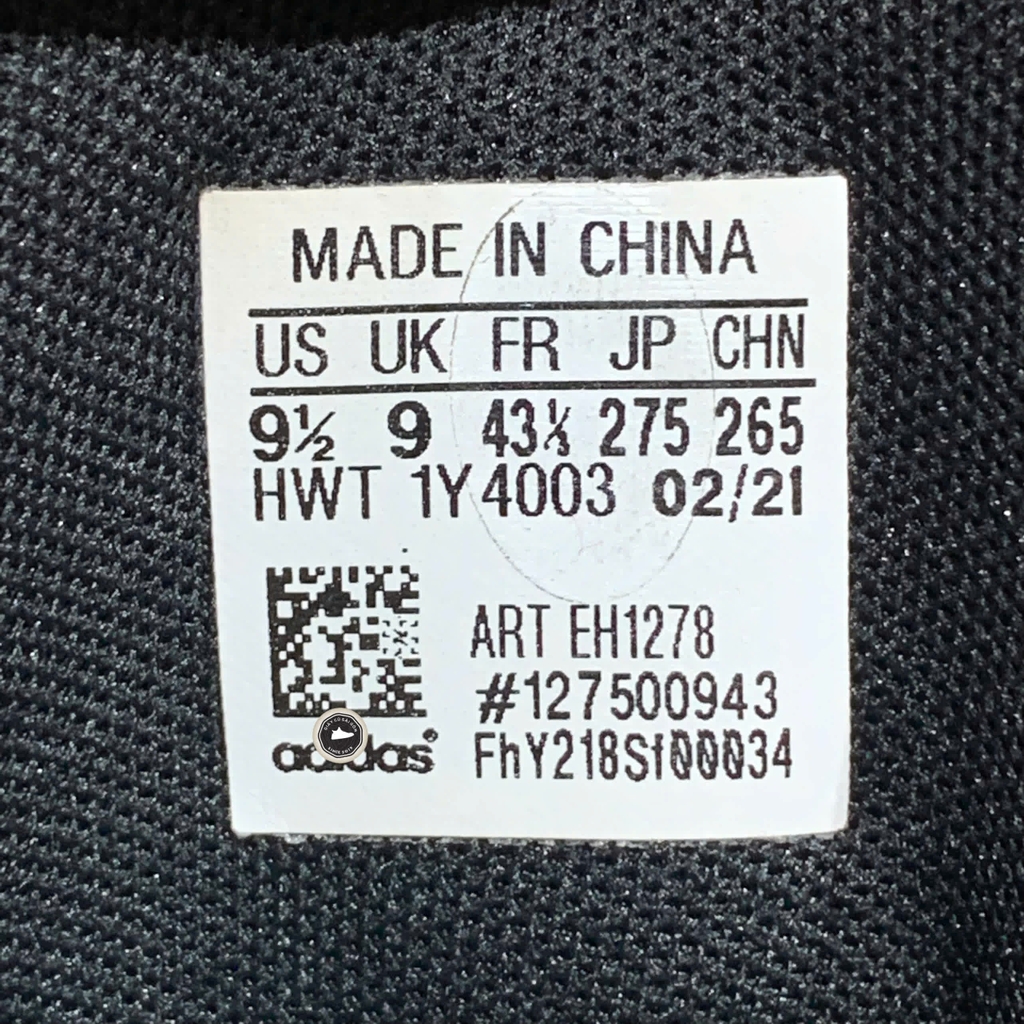 MADE IN CHINA
US UK FR JP CHN
9½ 9 43⅓ 275 265
HWT 1Y4003 02/21
ART EH1278
#127500943
adidas® FhY218Sf00034